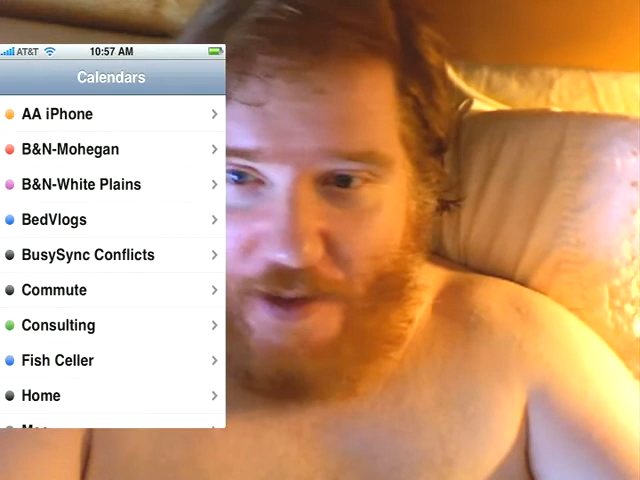 AT&T 10:57 AM
Calendars
AA iPhone
B&N-Mohegan
B&N-White Plains
BedVlogs
BusySync Conflicts
Commute
Consulting
Fish Celler
Home